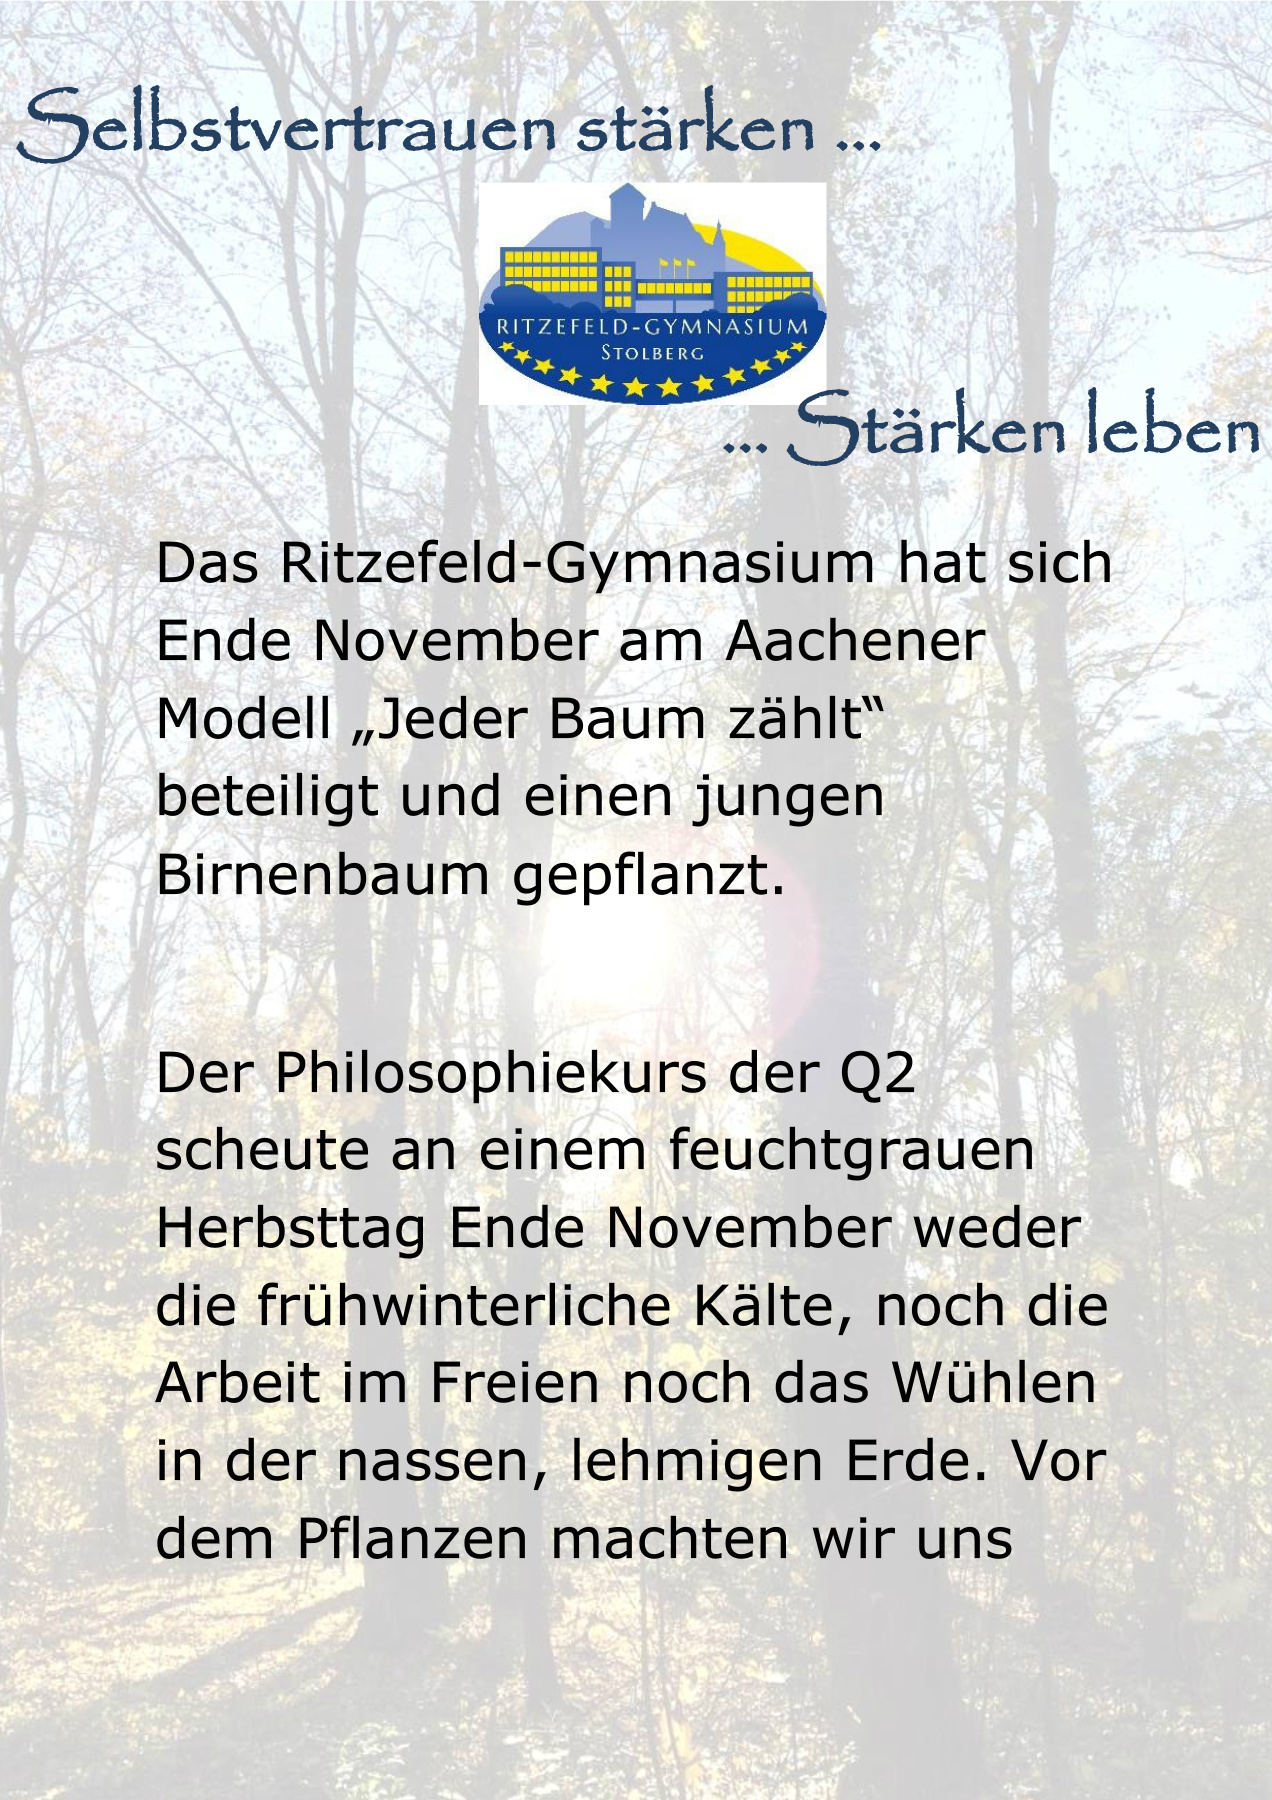 Selbstvertrauen stärken ...
RITZEFELD-GYMNASIUM
STOLBERG
... Stärken leben
Das Ritzefeld-Gymnasium hat sich
Ende November am Aachener
Modell „Jeder Baum zählt“
beteiligt und einen jungen
Birnenbaum gepflanzt.
Der Philosophiekurs der Q2
scheute an einem feuchtgrauen
Herbsttag Ende November weder
die frühwinterliche Kälte, noch die
Arbeit im Freien noch das Wühlen
in der nassen, lehmigen Erde. Vor
dem Pflanzen machten wir uns